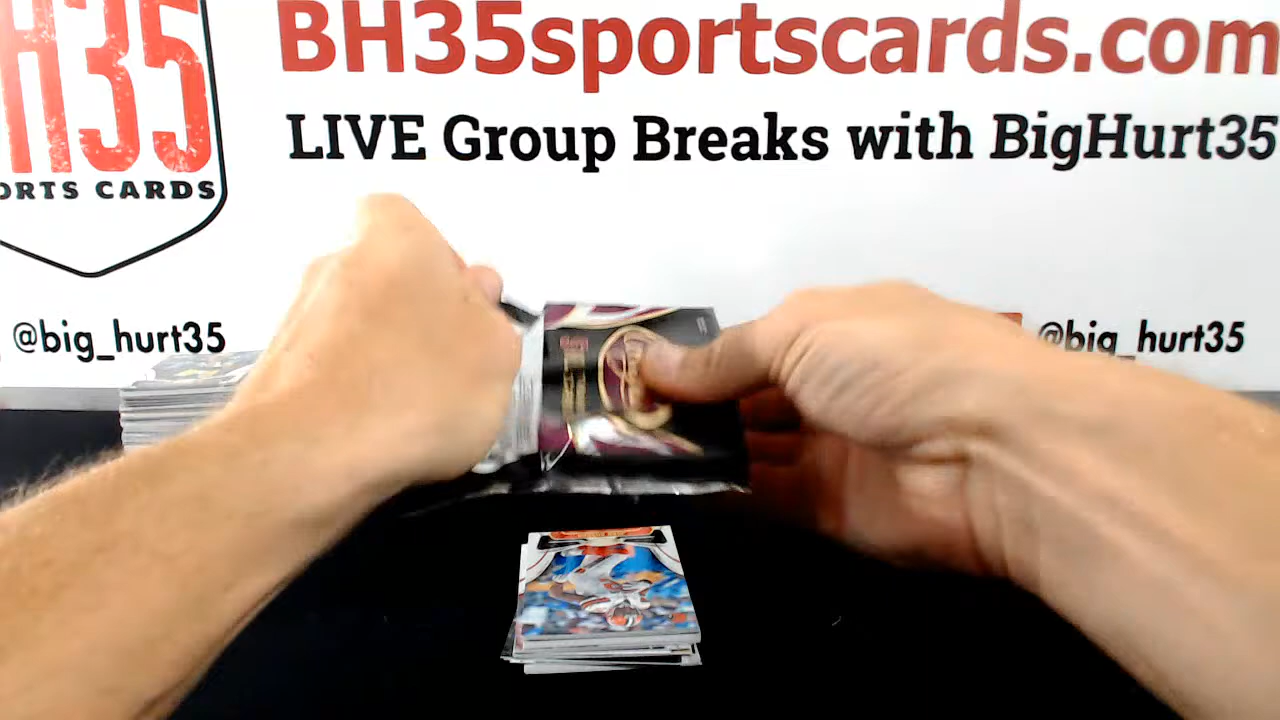 BH35sportscards.com
LIVE Group Breaks with BigHurt35
H35
ORTS CARDS
@big_hurt35
@big_hurt35